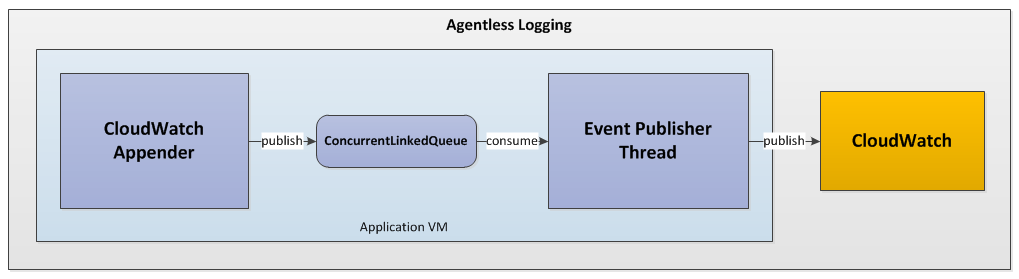 Agentless Logging
CloudWatch
Appender
publish
ConcurrentLinkedQueue
consume
Event Publisher
Thread
publish
CloudWatch
Application VM